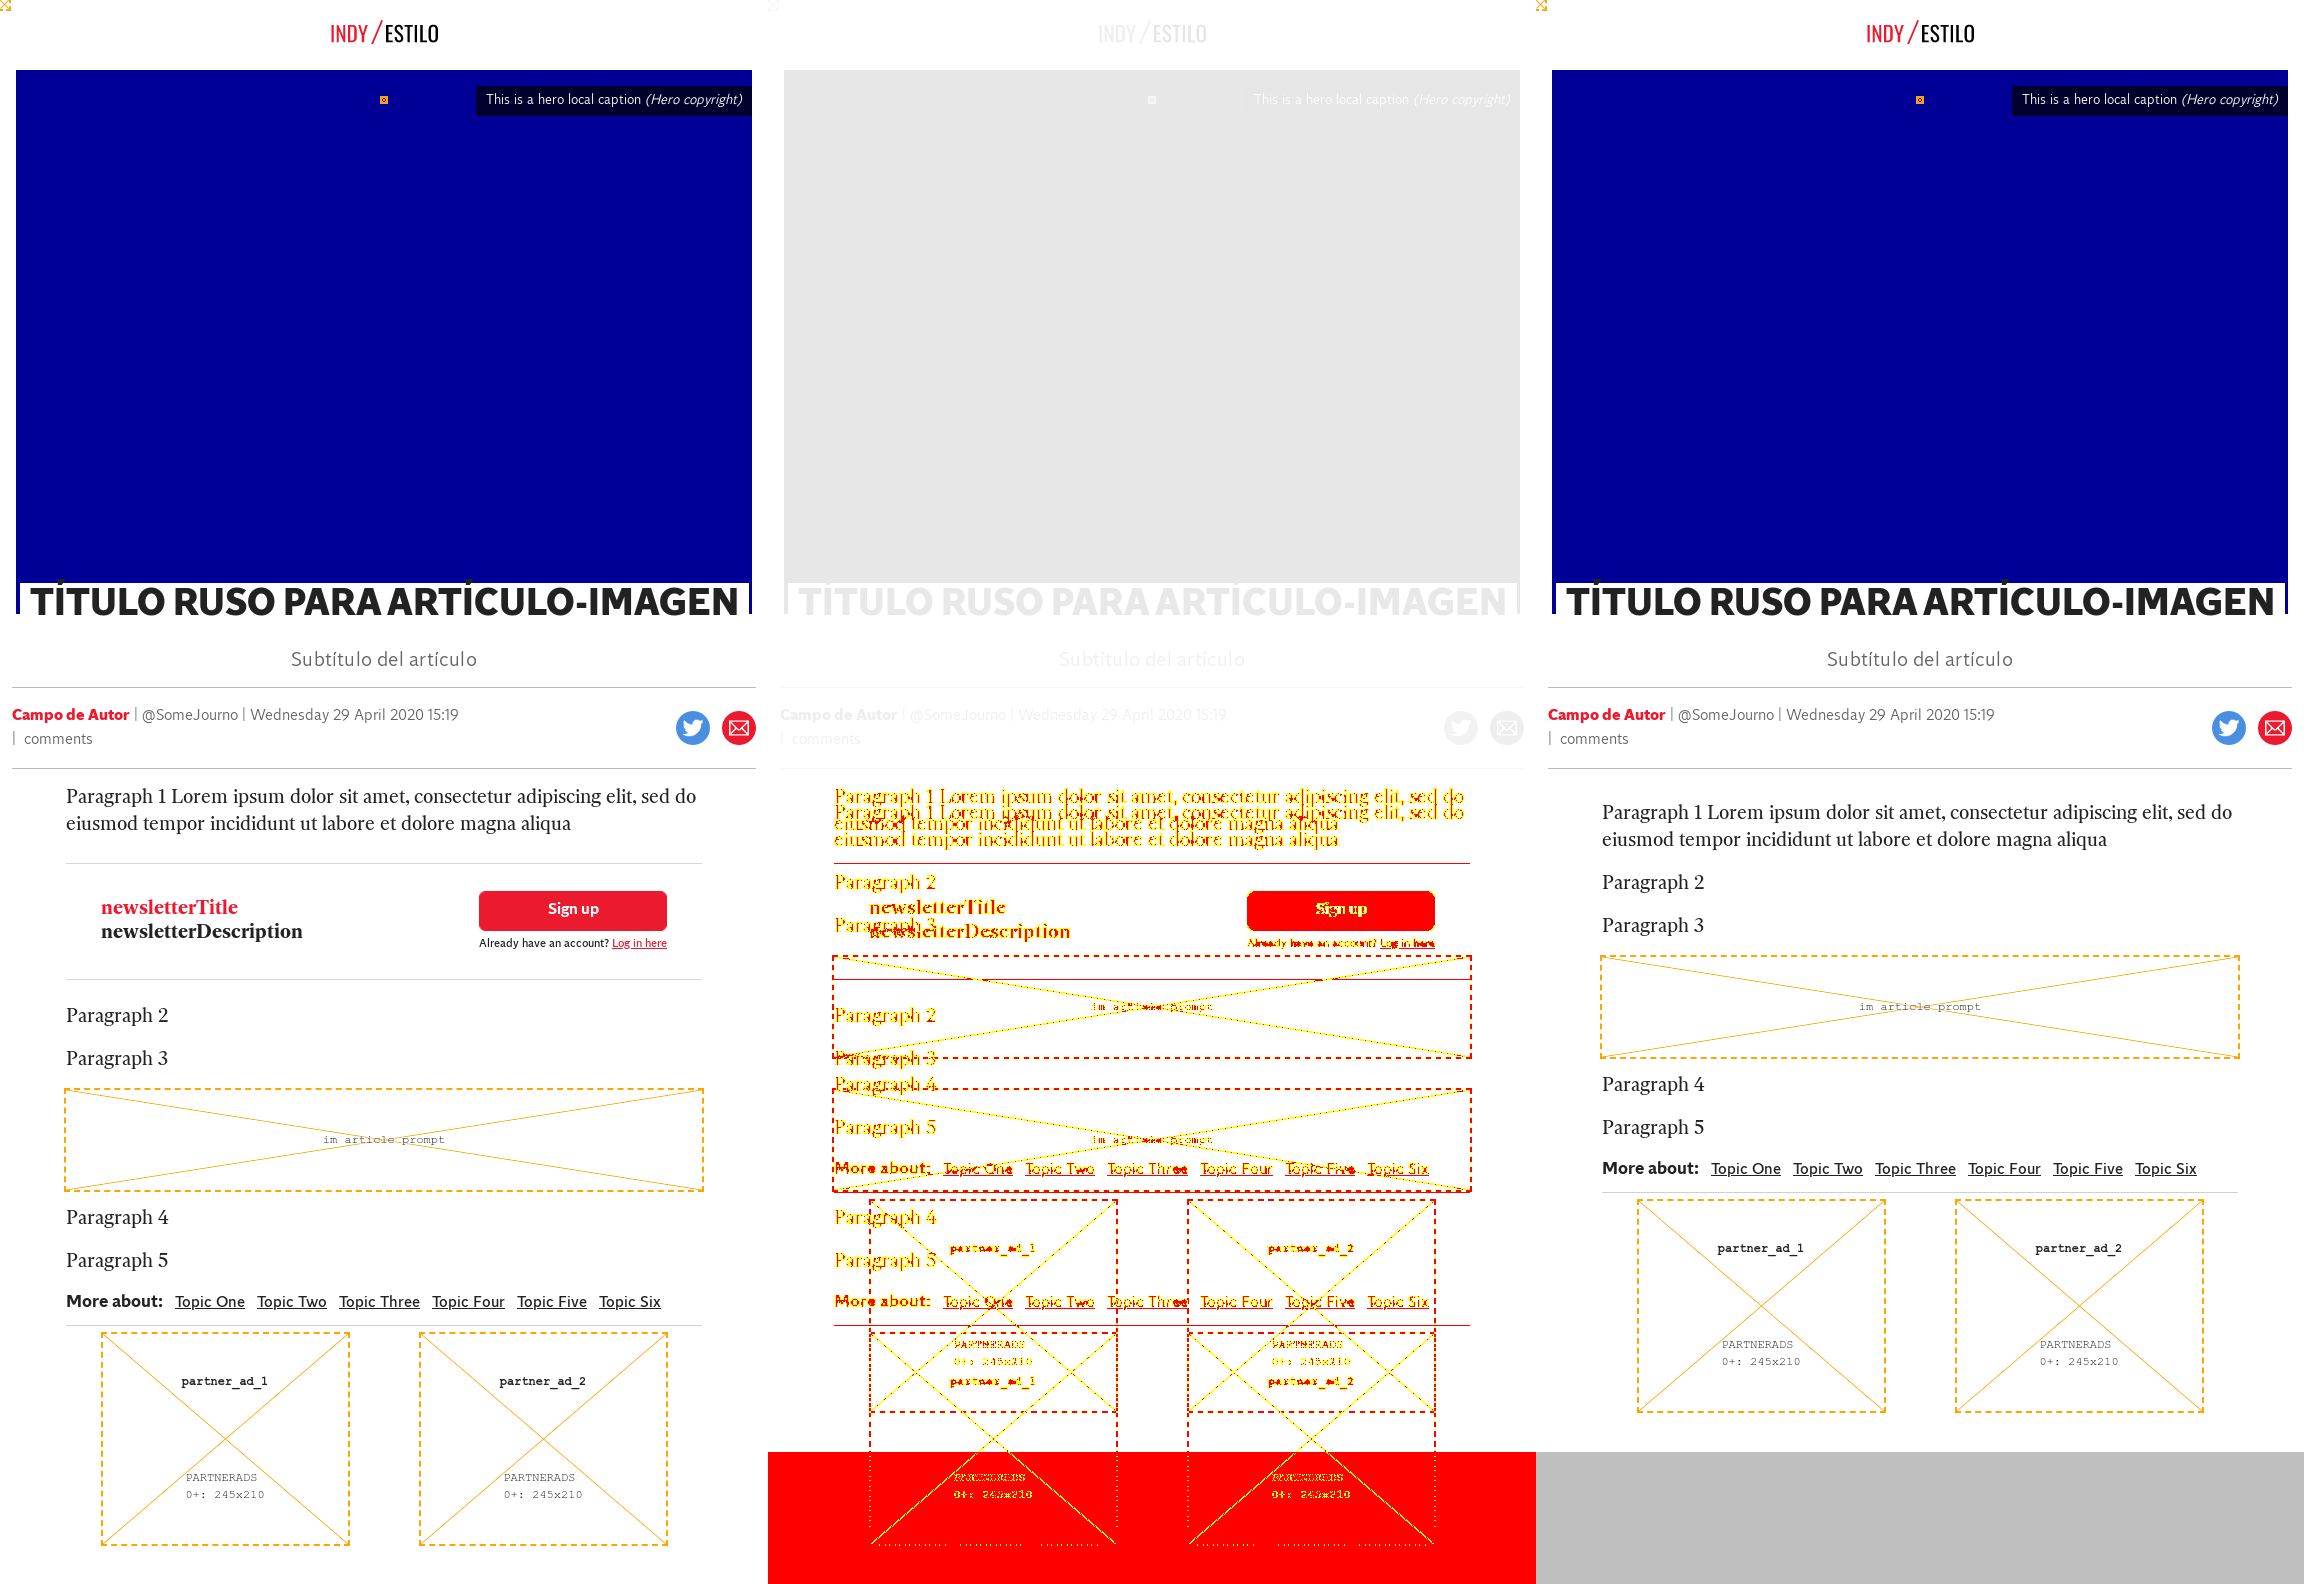 INDY / ESTILO
This is a hero local caption (Hero copyright)
TÍTULO RUSO PARA ARTÍCULO-IMAGEN
Subtítulo del artículo
Campo de Autor | @SomeJourno | Wednesday 29 April 2020 15:19
| comments
Paragraph 1 Lorem ipsum dolor sit amet, consectetur adipiscing elit, sed do
eiusmod tempor incididunt ut labore et dolore magna aliqua
newsletterTitle
newsletterDescription
Sign up
Already have an account? Log in here
Paragraph 2
Paragraph 3
im article prompt
Paragraph 4
Paragraph 5
More about: Topic One Topic Two Topic Three Topic Four Topic Five Topic Six
partner_ad_1
PARTNERADS
0+: 245x210
partner_ad_2
PARTNERADS
0+: 245x210
INDY / ESTILO
This is a hero local caption (Hero copyright)
TÍTULO RUSO PARA ARTÍCULO-IMAGEN
Subtítulo del artículo
Campo de Autor | @SomeJourno | Wednesday 29 April 2020 15:19
| comments
Paragraph 1 Lorem ipsum dolor sit amet, consectetur adipiscing elit, sed do
Paragraph 1 Lorem ipsum dolor sit amet, consectetur adipiscing elit, sed do
eiusmod tempor incididunt ut labore et dolore magna aliqua
eiusmod tempor incididunt ut labore et dolore magna aliqua
Paragraph 2
newsletterTitle
Sign up
Paragraph 3
newsletterDescription
Already have an account? Log in here
im article prompt
Paragraph 2
Paragraph 3
Paragraph 4
Paragraph 5
im article prompt
More about: Topic One Topic Two Topic Three Topic Four Topic Five Topic Six
Paragraph 4
partner_ad_1
partner_ad_2
Paragraph 5
More about: Topic One Topic Two Topic Three Topic Four Topic Five Topic Six
PARTNERADS
0+: 245x210
partner_ad_1
PARTNERADS
0+: 245x210
partner_ad_2
PARTNERADS
0+: 245x210
PARTNERADS
0+: 245x210
INDY / ESTILO
This is a hero local caption (Hero copyright)
TÍTULO RUSO PARA ARTÍCULO-IMAGEN
Subtítulo del artículo
Campo de Autor | @SomeJourno | Wednesday 29 April 2020 15:19
| comments
Paragraph 1 Lorem ipsum dolor sit amet, consectetur adipiscing elit, sed do
eiusmod tempor incididunt ut labore et dolore magna aliqua
Paragraph 2
Paragraph 3
im article prompt
Paragraph 4
Paragraph 5
More about: Topic One Topic Two Topic Three Topic Four Topic Five Topic Six
partner_ad_1
PARTNERADS
0+: 245x210
partner_ad_2
PARTNERADS
0+: 245x210